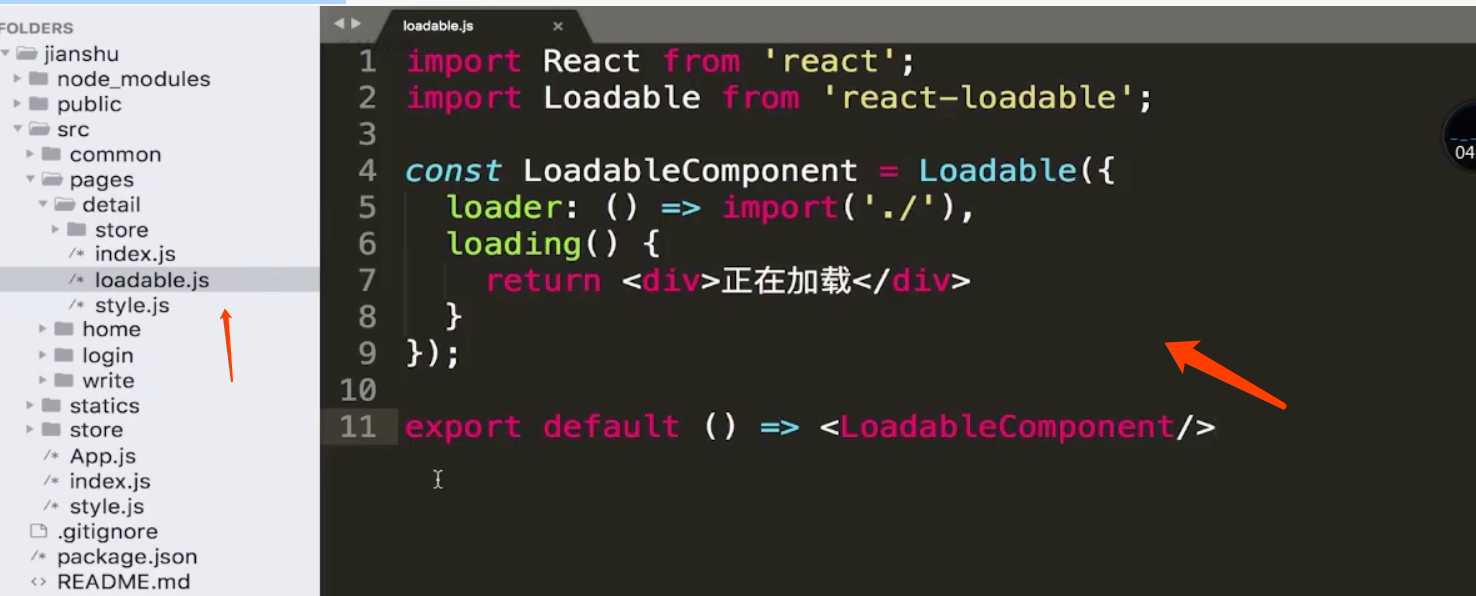 FOLDERS
jianshu
node_modules
public
src
common
pages
detail
store
/* index.js
/* loadable.js
/* style.js
home
login
write
statics
store
/* App.js
/* index.js
/* style.js
.gitignore
/* package.json
<> README.md
loadable.js ×
1 import React from 'react';
2 import Loadable from 'react-loadable';
3
4 const LoadableComponent = Loadable({
5 loader: () => import('./'),
6 loading() {
7 return <div>正在加载</div>
8 }
9 });
10
11 export default () => <LoadableComponent/>
04